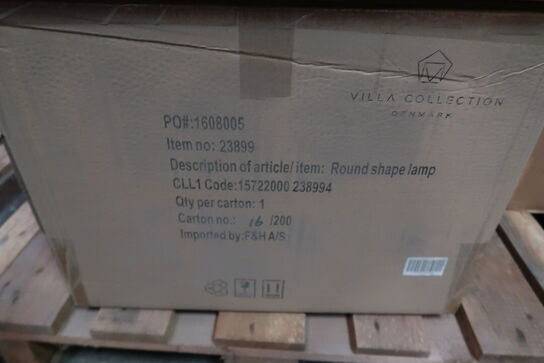 VILLA COLLECTION
DENMARK
PO#:1608005
Item no: 23899
Description of article/item: Round shape lamp
CLL1 Code:15722000 238994
Qty per carton: 1
Carton no.: 16 /200
Imported by:F&H A/S